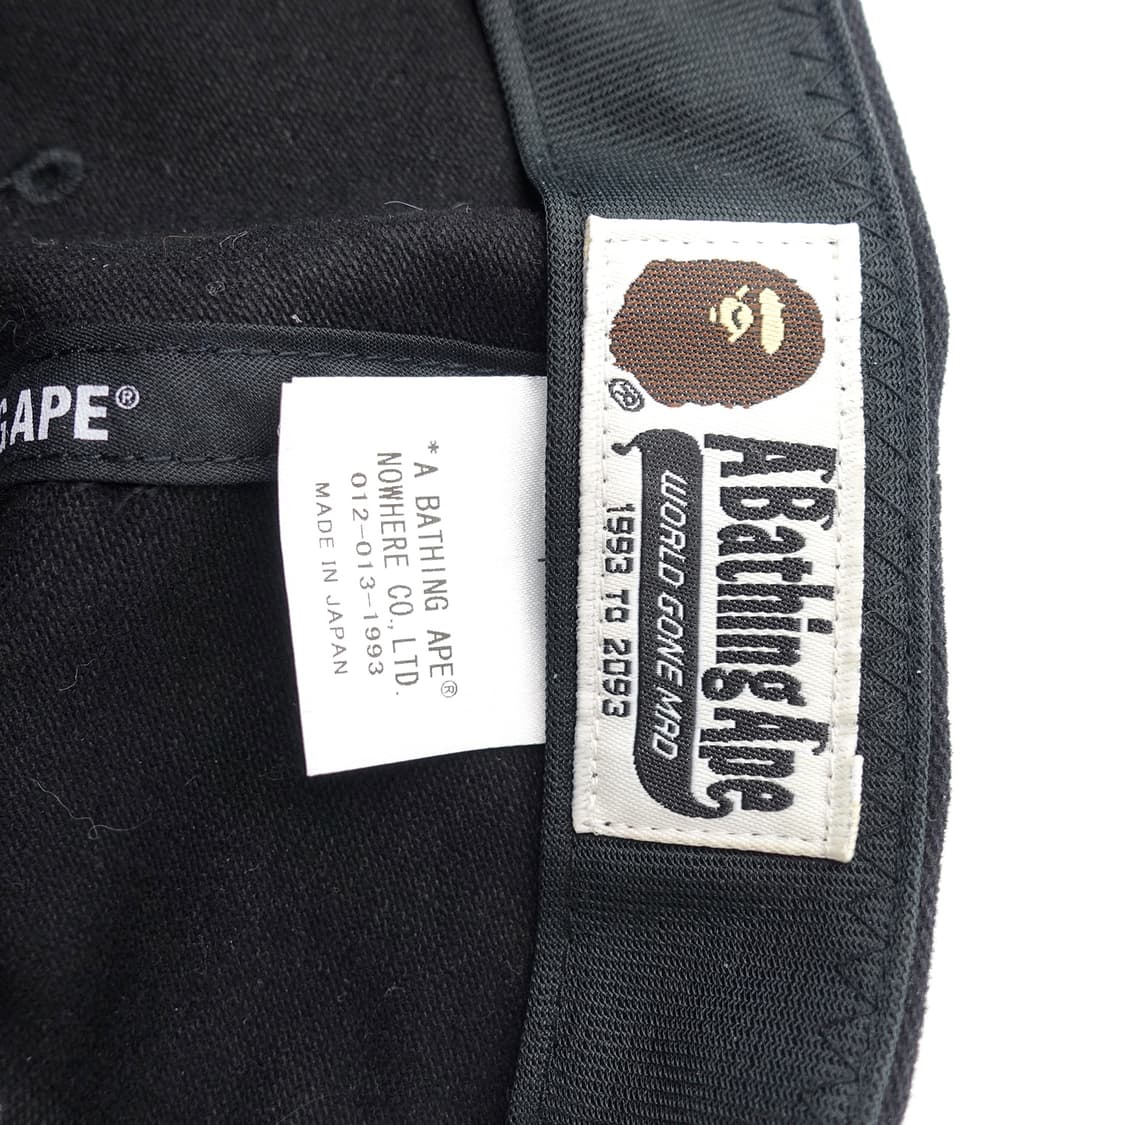 GAPE®
* A BATHING APE®
NOWHERE CO., LTD.
012-013-1993
MADE IN JAPAN
A Bathing Ape
WORLD GONE MAD
1993 TO 2093